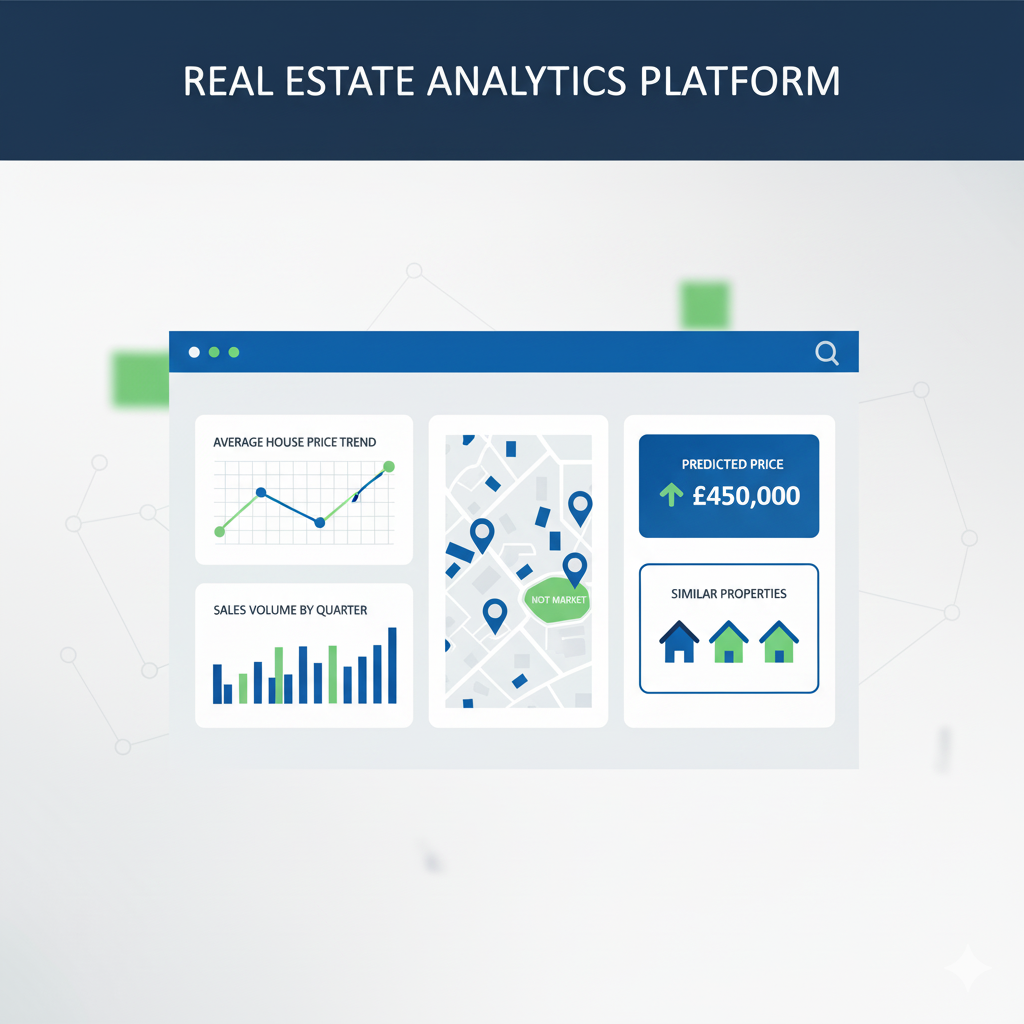 REAL ESTATE ANALYTICS PLATFORM
AVERAGE HOUSE PRICE TREND
SALES VOLUME BY QUARTER
NOT MARKET
PREDICTED PRICE
£450,000
SIMILAR PROPERTIES